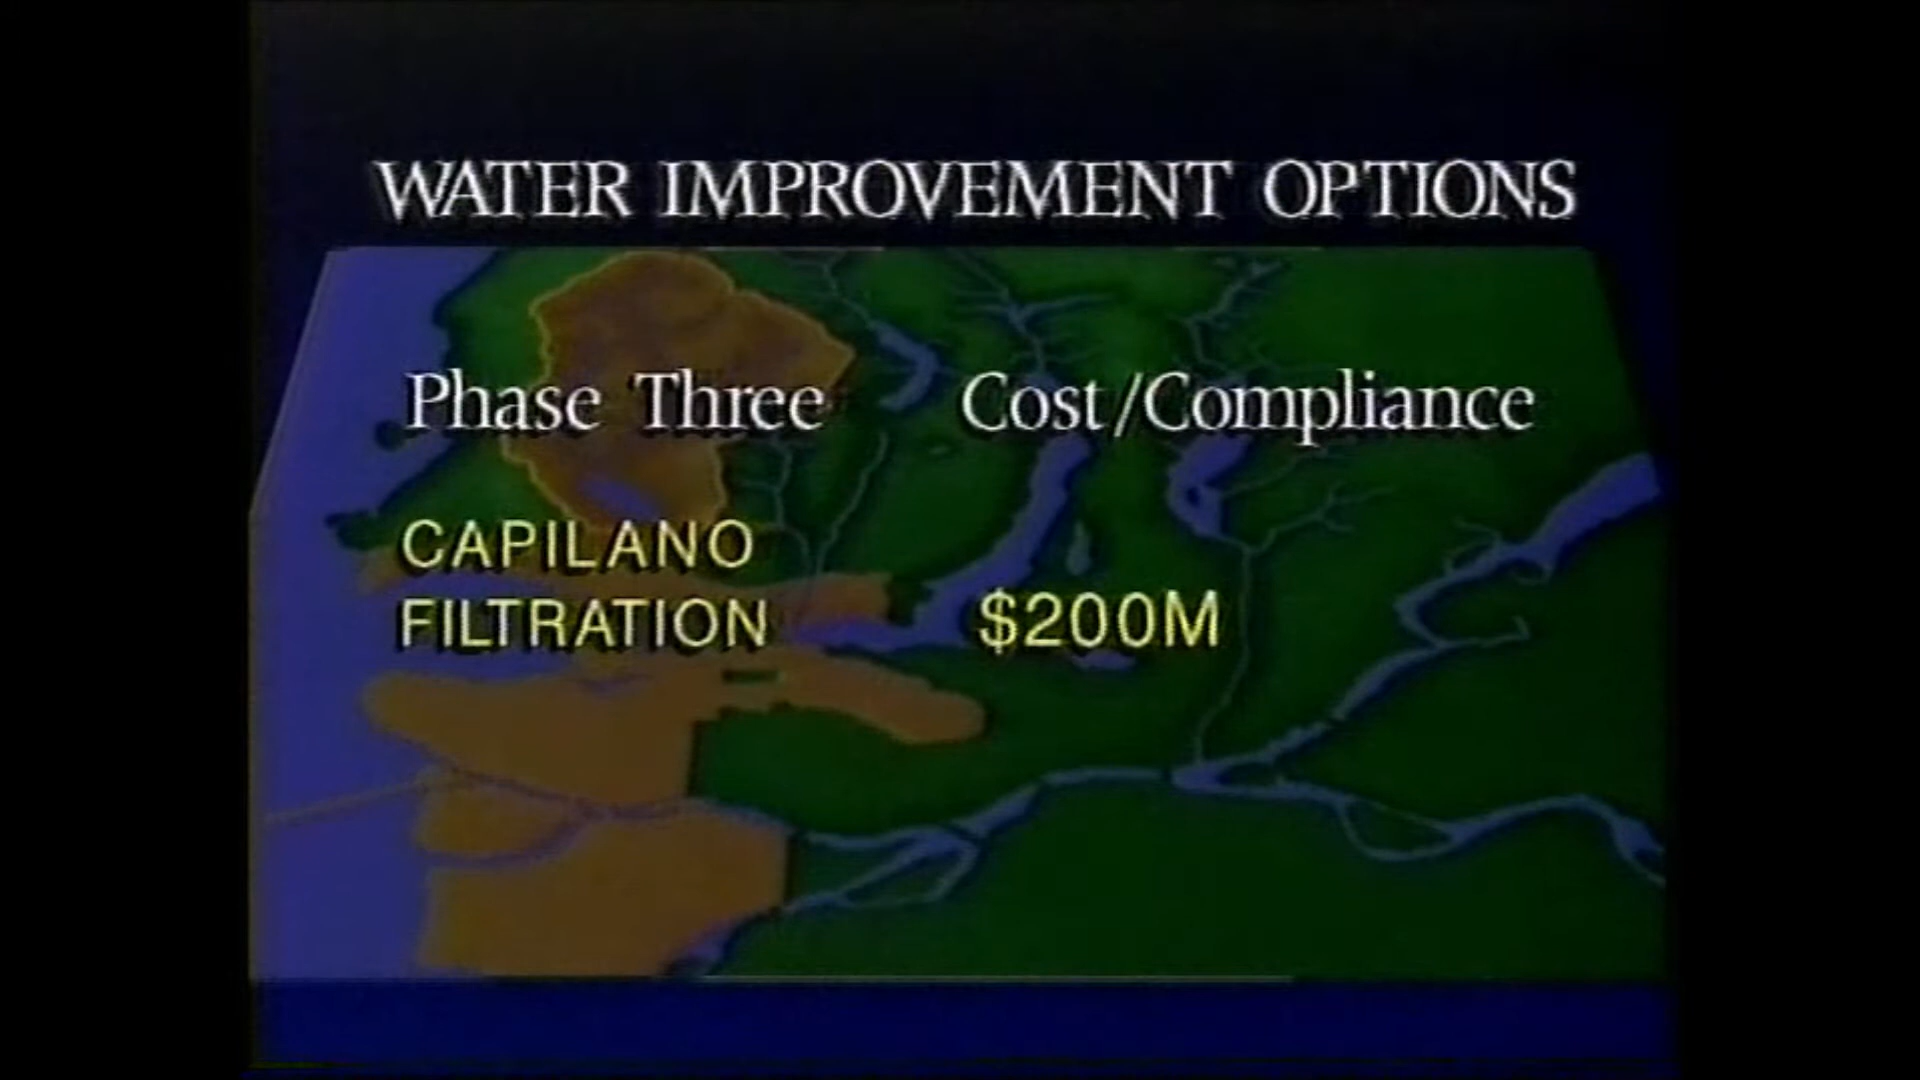 WATER IMPROVEMENT OPTIONS
Phase Three
Cost/Compliance
CAPILANO
FILTRATION
$200M